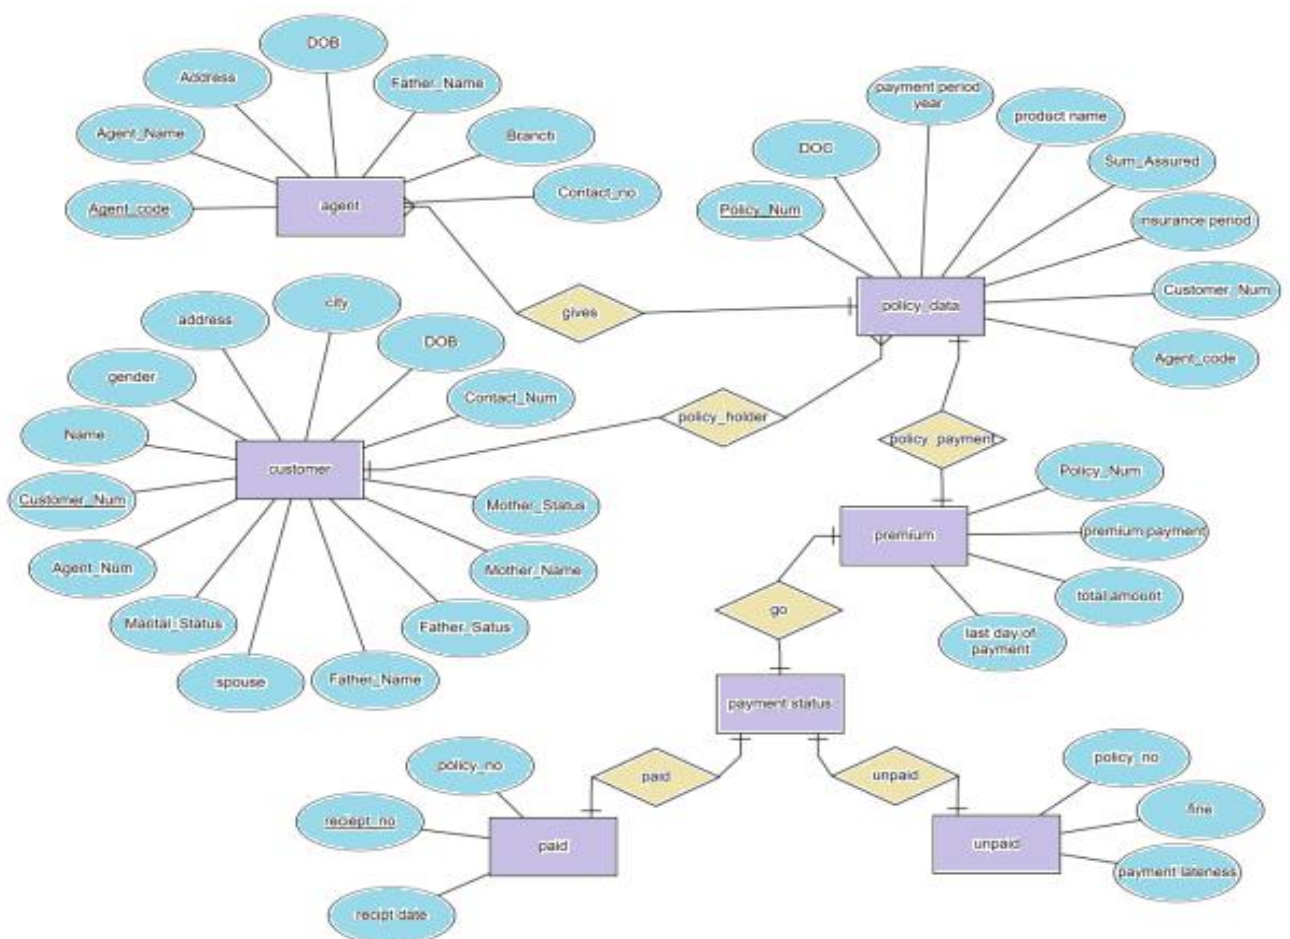 DOB
Address
Father_Name
Agent_Name
Branch
Agent_code
agent
Contact_no
payment period
year
product name
DOC
Sum_Assured
Policy_Num
insurance period
policy_data
Customer_Num
Agent_code
gives
city
address
DOB
gender
Contact_Num
Name
customer
policy_holder
Customer_Num
Mother_Status
Agent_Num
Mother_Name
Marital_Status
Father_Satus
spouse
Father_Name
policy_payment
Policy_Num
premium
premium payment
total amount
last day of
payment
go
payment status
paid
unpaid
policy_no
reciept_no
paid
recipt date
policy_no
fine
unpaid
payment lateness